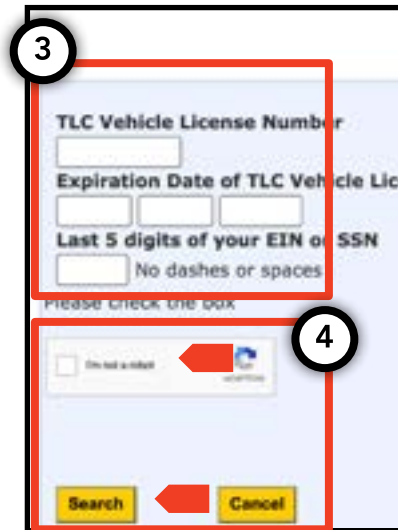 3
TLC Vehicle License Number
Expiration Date of TLC Vehicle Lic
Last 5 digits of your EIN or SSN
No dashes or spaces
Please check the box
4
I'm not a robot
reCAPTCHA
Search Cancel